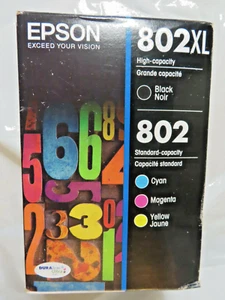 EPSON
EXCEED YOUR VISION
802XL
High-capacity
Grande capacité
Black
Noir
802
Standard-capacity
Capacité standard
Cyan
Magenta
Yellow
Jaune
DURA